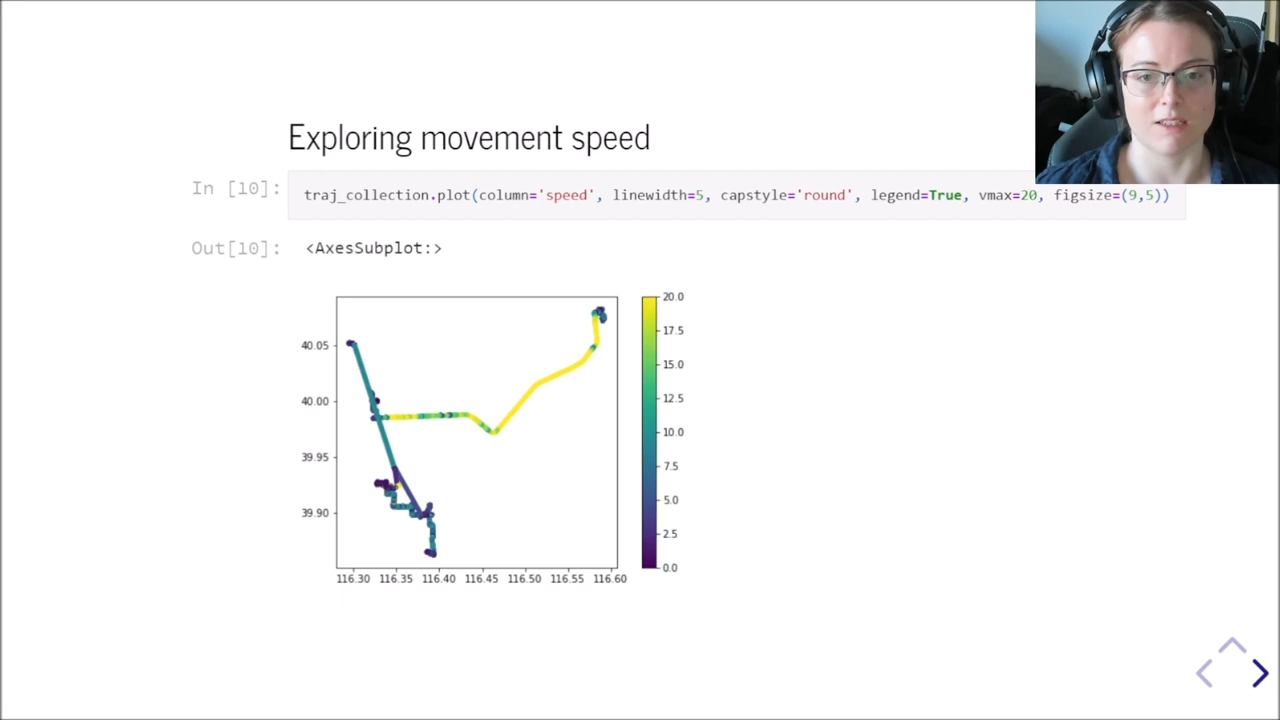 Exploring movement speed
In [10]:
traj_collection.plot(column='speed', linewidth=5, capstyle='round', legend=True, vmax=20, figsize=(9,5))
Out[10]:
<AxesSubplot:>
40.05
40.00
39.95
39.90
116.30 116.35 116.40 116.45 116.50 116.55 116.60
20.0
17.5
15.0
12.5
10.0
7.5
5.0
2.5
0.0